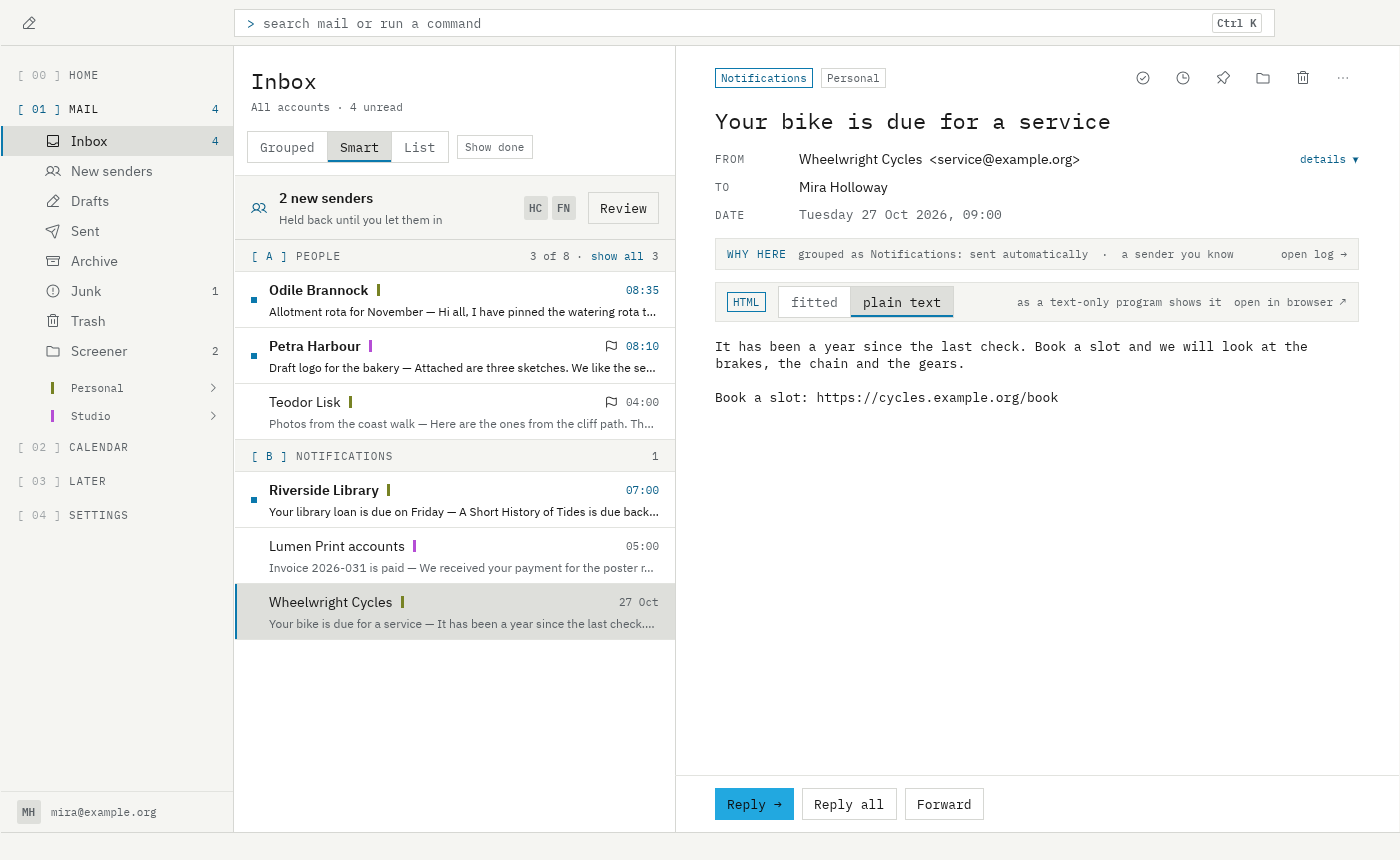 > search mail or run a command Ctrl K
[ 00 ] HOME
[ 01 ] MAIL 4
Inbox 4
New senders
Drafts
Sent
Archive
Junk 1
Trash
Screener 2
Personal
Studio
[ 02 ] CALENDAR
[ 03 ] LATER
[ 04 ] SETTINGS
MH mira@example.org
Inbox
All accounts · 4 unread
Grouped Smart List Show done
2 new senders
Held back until you let them in
HC FN Review
[ A ] PEOPLE 3 of 8 · show all 3
Odile Brannock 08:35
Allotment rota for November — Hi all, I have pinned the watering rota t…
Petra Harbour 08:10
Draft logo for the bakery — Attached are three sketches. We like the se…
Teodor Lisk 04:00
Photos from the coast walk — Here are the ones from the cliff path. Th…
[ B ] NOTIFICATIONS 1
Riverside Library 07:00
Your library loan is due on Friday — A Short History of Tides is due back…
Lumen Print accounts 05:00
Invoice 2026-031 is paid — We received your payment for the poster r…
Wheelwright Cycles 27 Oct
Your bike is due for a service — It has been a year since the last check.…
Notifications Personal
Your bike is due for a service
FROM Wheelwright Cycles <service@example.org> details ▾
TO Mira Holloway
DATE Tuesday 27 Oct 2026, 09:00
WHY HERE grouped as Notifications: sent automatically · a sender you know open log →
HTML fitted plain text as a text-only program shows it open in browser ↗
It has been a year since the last check. Book a slot and we will look at the
brakes, the chain and the gears.
Book a slot: https://cycles.example.org/book
Reply → Reply all Forward